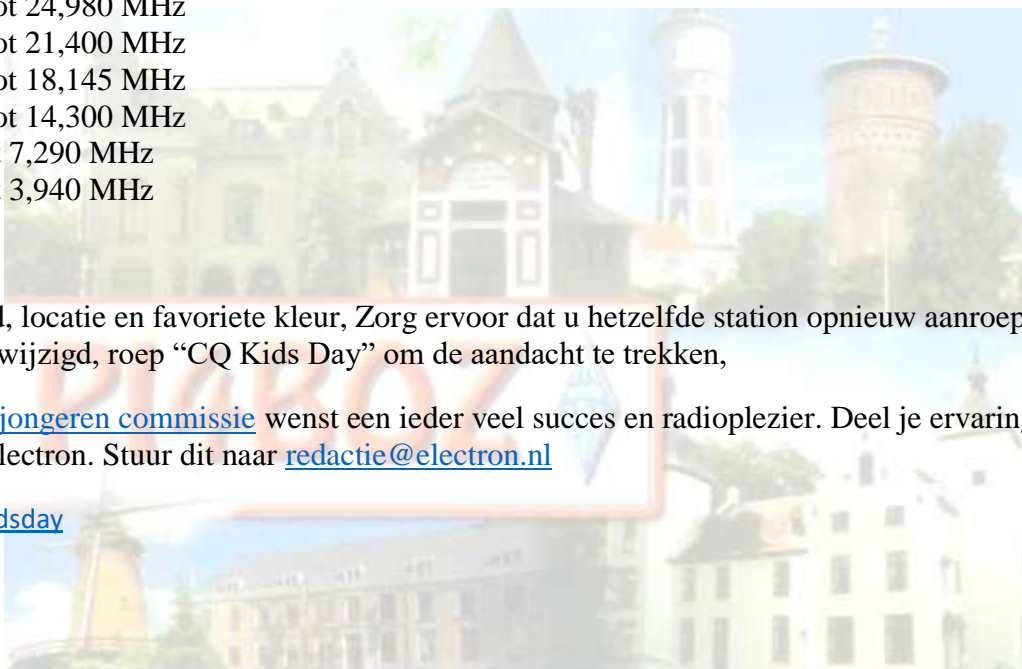 ot 24,980 MHz
ot 21,400 MHz
ot 18,145 MHz
ot 14,300 MHz
7,290 MHz
3,940 MHz
, locatie en favoriete kleur, Zorg ervoor dat u hetzelfde station opnieuw aanroep
wijzigd, roep “CQ Kids Day” om de aandacht te trekken,
PI4BOZ
jongeren commissie wenst een ieder veel succes en radioplezier. Deel je ervaring
lectron. Stuur dit naar redactie@electron.nl
dsday